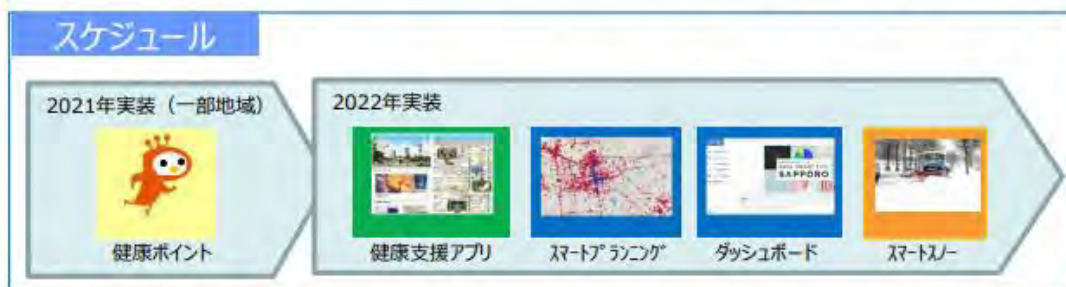 スケジュール
2021年実装（一部地域）
2022年実装
SAPPORO
健康ポイント
健康支援アプリ
ｽﾏｰﾄﾌﾟﾗﾝﾆﾝｸﾞ
ダッシュボード
ｽﾏｰﾄｽﾉｰ